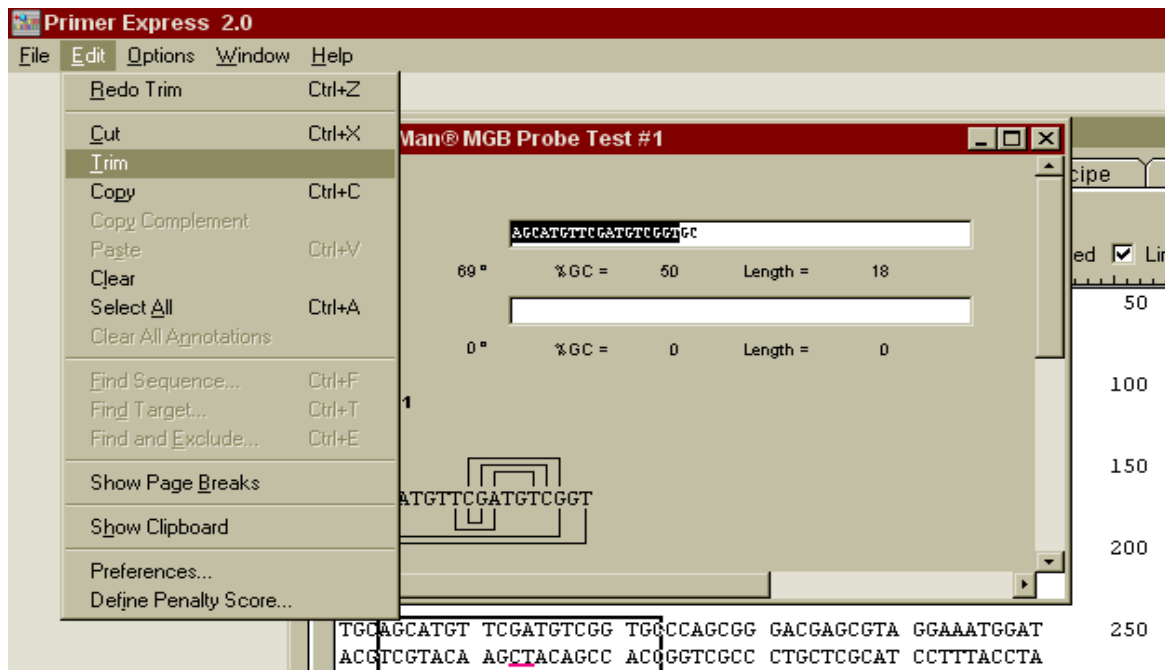 Primer Express 2.0
File Edit Options Window Help
Redo Trim Ctrl+Z
Cut Ctrl+X
Trim
Copy Ctrl+C
Copy Complement
Paste Ctrl+V
Clear
Select All Ctrl+A
Clear All Annotations
Find Sequence... Ctrl+F
Find Target... Ctrl+T
Find and Exclude... Ctrl+E
Show Page Breaks
Show Clipboard
Preferences...
Define Penalty Score...
Man® MGB Probe Test #1
AGCATGTTCGATGTCGGTGC
69° %GC = 50 Length = 18
0° %GC = 0 Length = 0
1
ATGTTCGATGTCGGT
cipe
ed Lin
50
100
150
200
TGCAGCATGT TCGATGTCGG TGCCCAGCGG GACGAGCGTA GGAAATGGAT 250
ACGTCGTACA AGCTACAGCC ACGGGTCGCC CTGCTCGCAT CCTTTACCTA